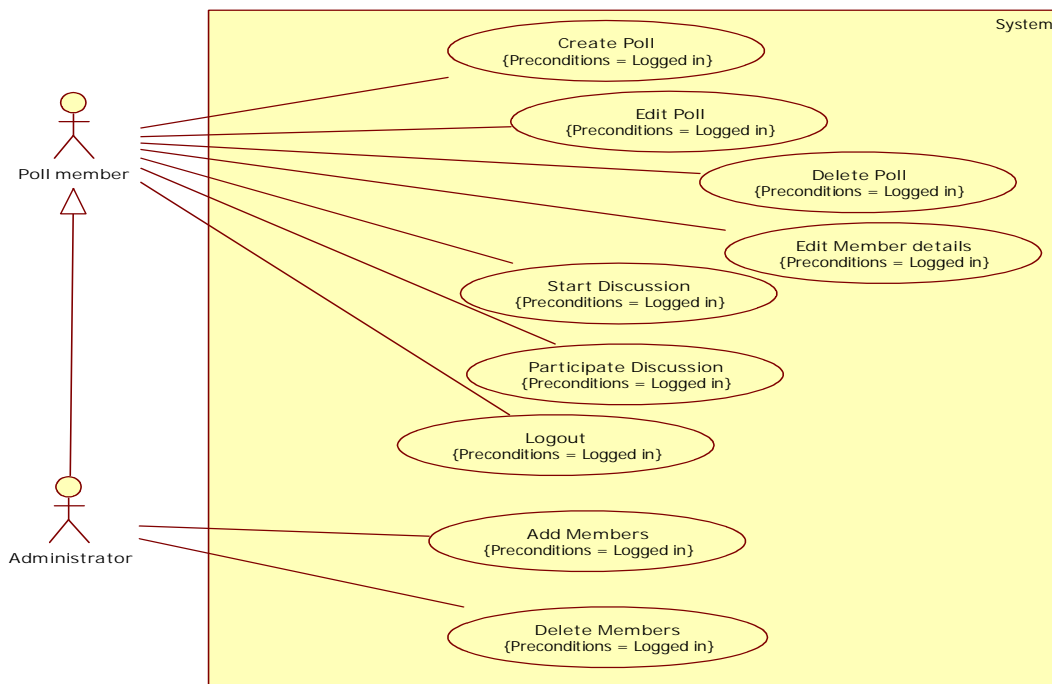 System
Create Poll
{Preconditions = Logged in}
Edit Poll
{Preconditions = Logged in}
Poll member
Delete Poll
{Preconditions = Logged in}
Edit Member details
{Preconditions = Logged in}
Start Discussion
{Preconditions = Logged in}
Participate Discussion
{Preconditions = Logged in}
Logout
{Preconditions = Logged in}
Administrator
Add Members
{Preconditions = Logged in}
Delete Members
{Preconditions = Logged in}